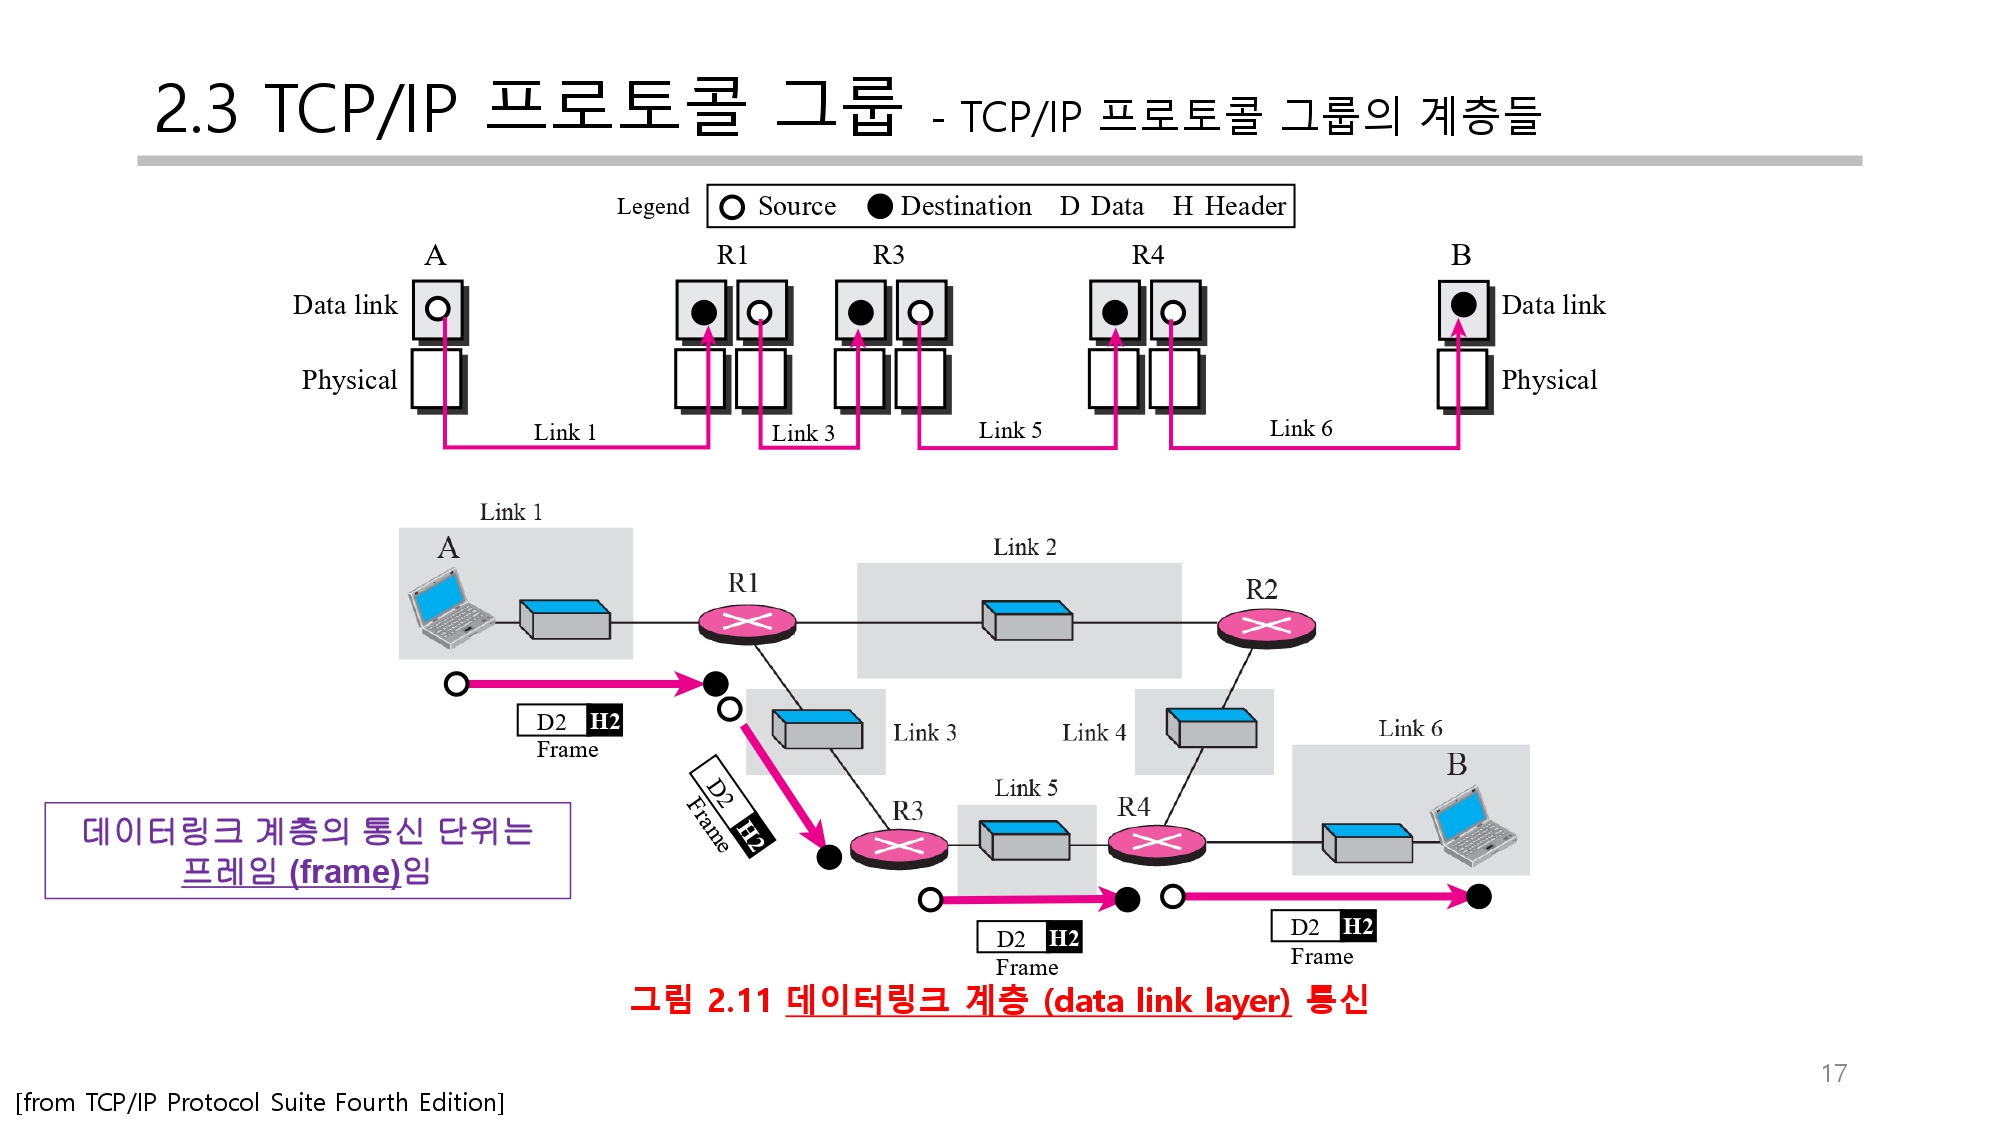 2.3 TCP/IP 프로토콜 그룹 - TCP/IP 프로토콜 그룹의 계층들
Legend Source Destination D Data H Header
A R1 R3 R4 B
Data link Data link
Physical Physical
Link 1 Link 3 Link 5 Link 6
Link 1
A
Link 2
R1
R2
D2 H2
Frame
Link 3
Link 4
Link 6
B
D2 H2
Frame
R3
Link 5
R4
데이터링크 계층의 통신 단위는
프레임 (frame)임
D2 H2
Frame
D2 H2
Frame
그림 2.11 데이터링크 계층 (data link layer) 통신
17
[from TCP/IP Protocol Suite Fourth Edition]